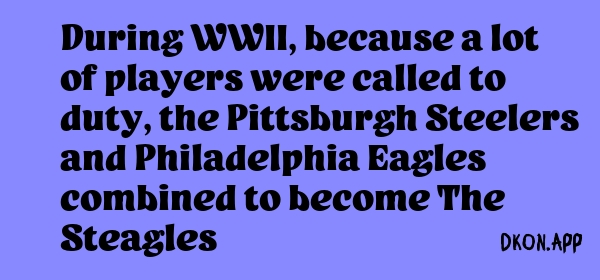 During WWII, because a lot
of players were called to
duty, the Pittsburgh Steelers
and Philadelphia Eagles
combined to become The
Steagles
DKON.APP